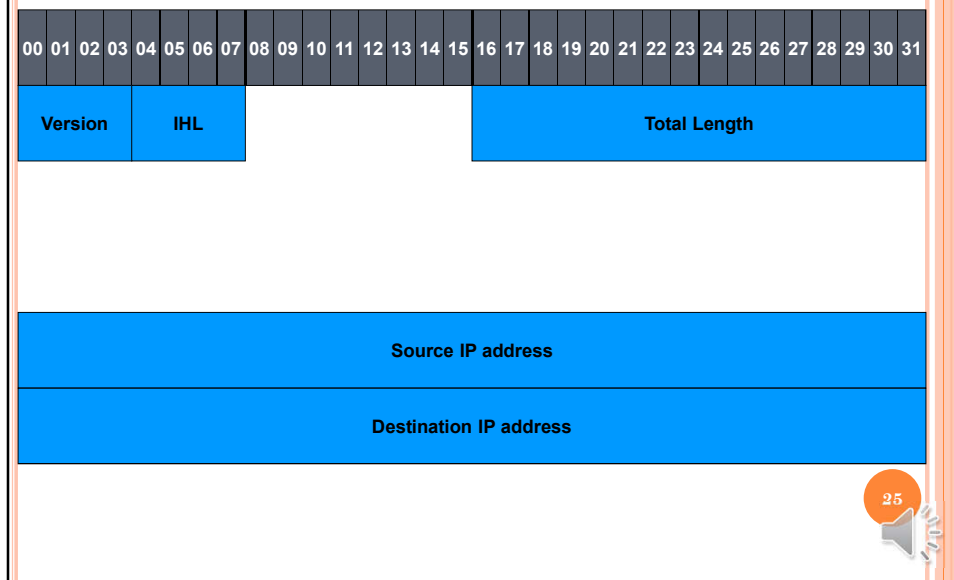 00 01 02 03 04 05 06 07 08 09 10 11 12 13 14 15 16 17 18 19 20 21 22 23 24 25 26 27 28 29 30 31
Version IHL Total Length
Source IP address
Destination IP address
25